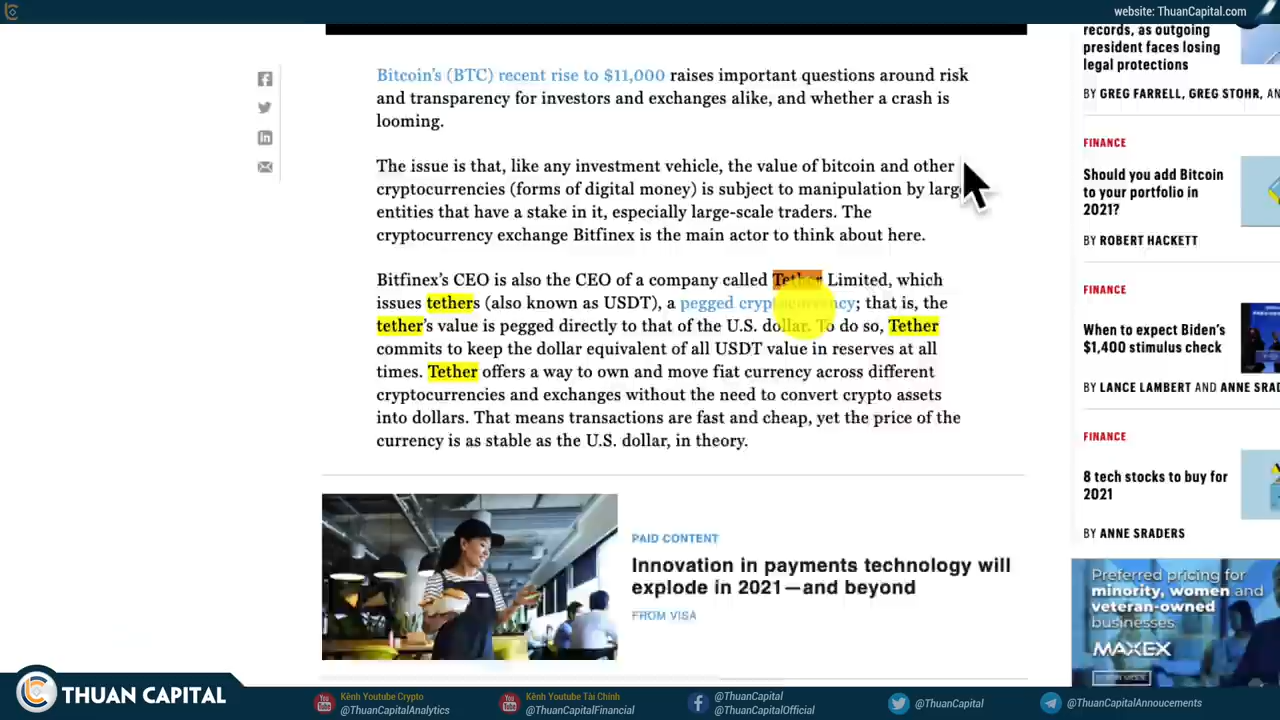 website: ThuanCapital.com
Bitcoin's (BTC) recent rise to $11,000 raises important questions around risk
and transparency for investors and exchanges alike, and whether a crash is
looming.
The issue is that, like any investment vehicle, the value of bitcoin and other
cryptocurrencies (forms of digital money) is subject to manipulation by large
entities that have a stake in it, especially large-scale traders. The
cryptocurrency exchange Bitfinex is the main actor to think about here.
Bitfinex's CEO is also the CEO of a company called Tether Limited, which
issues tethers (also known as USDT), a pegged cryptocurrency; that is, the
tether's value is pegged directly to that of the U.S. dollar. To do so, Tether
commits to keep the dollar equivalent of all USDT value in reserves at all
times. Tether offers a way to own and move fiat currency across different
cryptocurrencies and exchanges without the need to convert crypto assets
into dollars. That means transactions are fast and cheap, yet the price of the
currency is as stable as the U.S. dollar, in theory.
PAID CONTENT
Innovation in payments technology will
explode in 2021—and beyond
FROM VISA
records, as outgoing
president faces losing
legal protections
BY GREG FARRELL, GREG STOHR, AN
FINANCE
Should you add Bitcoin
to your portfolio in
2021?
BY ROBERT HACKETT
FINANCE
When to expect Biden's
$1,400 stimulus check
BY LANCE LAMBERT AND ANNE SRAD
FINANCE
8 tech stocks to buy for
2021
BY ANNE SRADERS
Preferred pricing for
minority, women and
veteran-owned
businesses
MAXEX
THUAN CAPITAL
Kênh Youtube Crypto
@ThuanCapitalAnalytics
Kênh Youtube Tài Chính
@ThuanCapitalFinancial
@ThuanCapital
@ThuanCapitalOfficial
@ThuanCapital
@ThuanCapitalAnnoucements